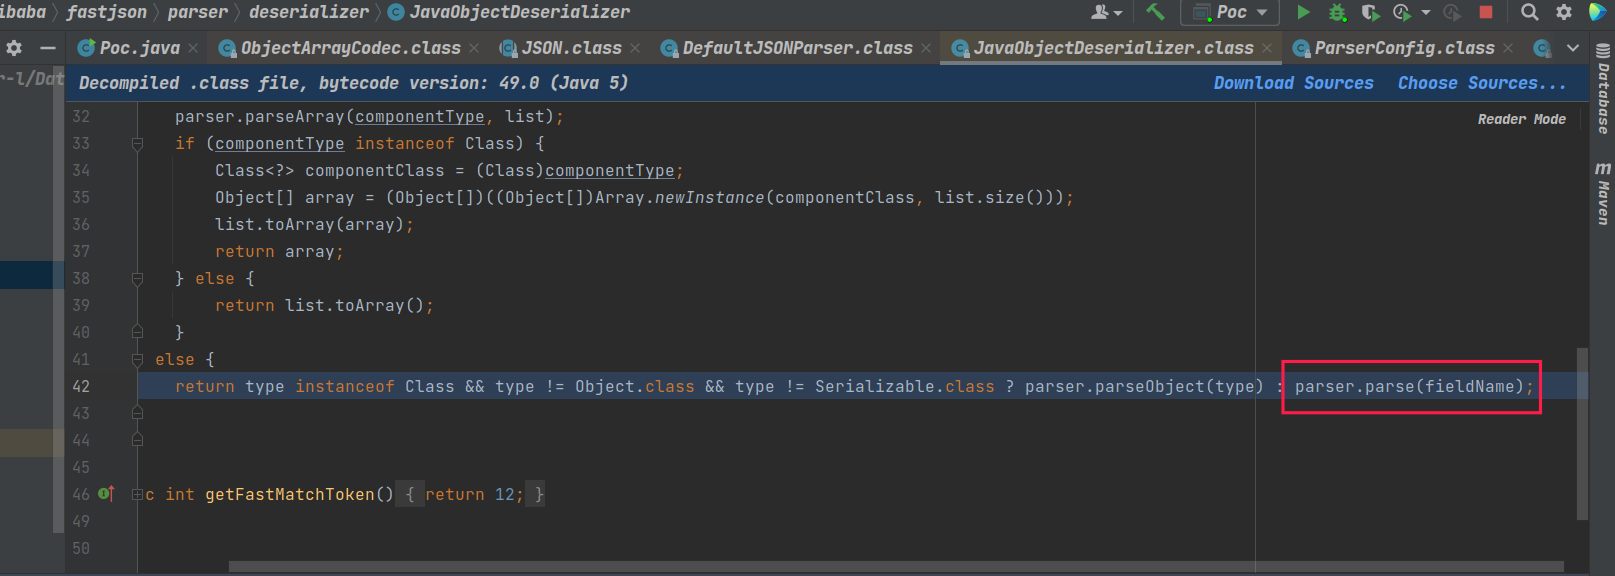 ibaba fastjson parser deserializer JavaObjectDeserializer Poc
Poc.java ObjectArrayCodec.class JSON.class DefaultJSONParser.class JavaObjectDeserializer.class ParserConfig.class
r-l/Dat
Decompiled .class file, bytecode version: 49.0 (Java 5) Download Sources Choose Sources...
Reader Mode
32 parser.parseArray(componentType, list);
33 if (componentType instanceof Class) {
34 Class<?> componentClass = (Class)componentType;
35 Object[] array = (Object[])((Object[])Array.newInstance(componentClass, list.size()));
36 list.toArray(array);
37 return array;
38 } else {
39 return list.toArray();
40 }
41 else {
42 return type instanceof Class && type != Object.class && type != Serializable.class ? parser.parseObject(type) : parser.parse(fieldName);
43
44
45
46 c int getFastMatchToken() { return 12; }
49
50
Database
m Maven